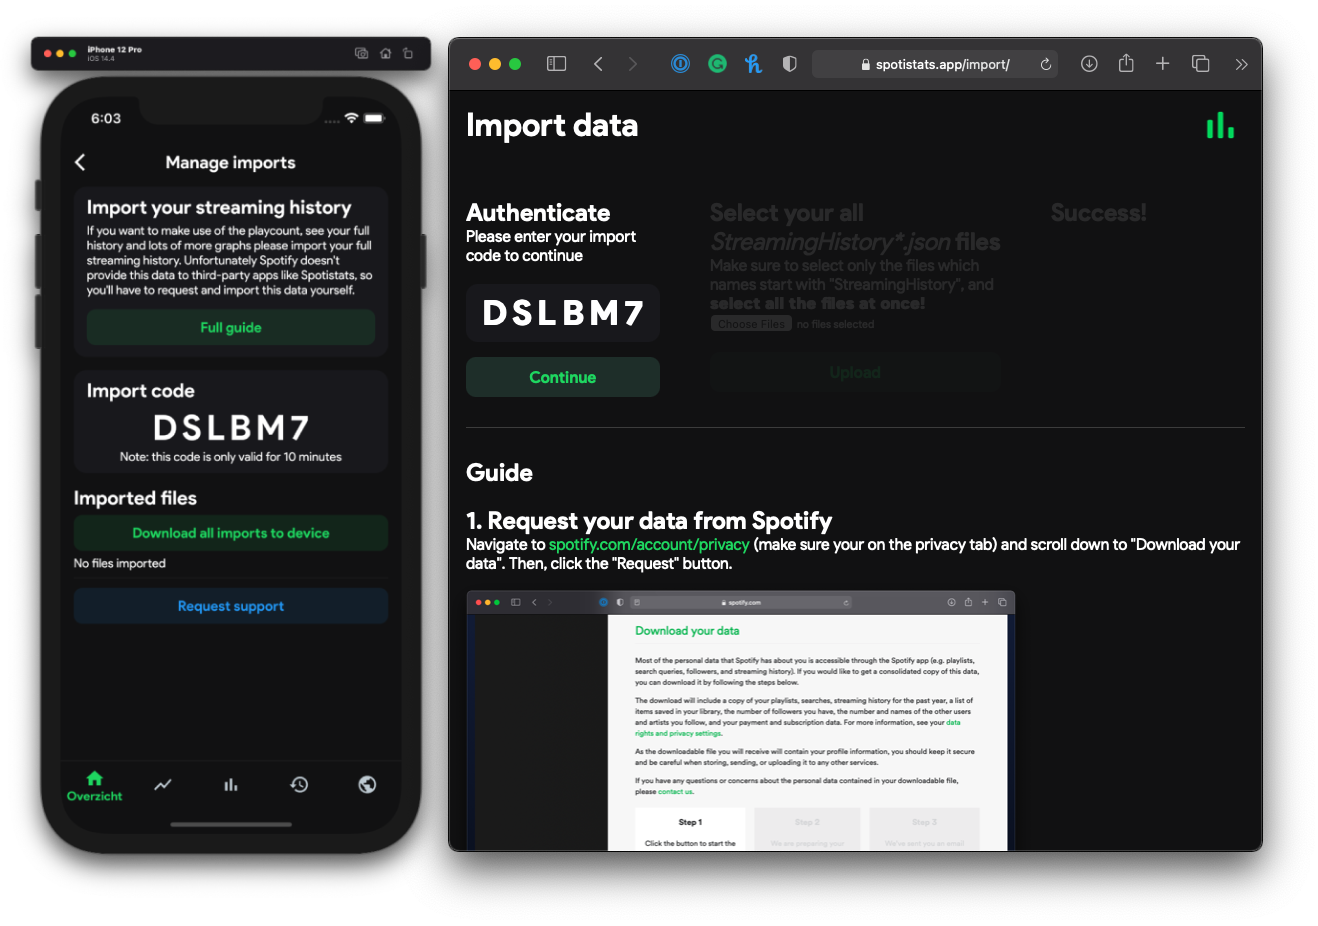 iPhone 12 Pro
iOS 14.4
6:03
Manage imports
Import your streaming history
If you want to make use of the playcount, see your full
history and lots of more graphs please import your full
streaming history. Unfortunately Spotify doesn't
provide this data to third-party apps like Spotistats, so
you'll have to request and import this data yourself.
Full guide
Import code
DSLBM7
Note: this code is only valid for 10 minutes
Imported files
Download all imports to device
No files imported
Request support
Overzicht
spotistats.app/import/
Import data
Authenticate
Please enter your import
code to continue
DSLBM7
Continue
Select your all
StreamingHistory*.json files
Make sure to select only the files which
names start with "StreamingHistory", and
select all the files at once!
Choose Files no files selected
Upload
Success!
Guide
1. Request your data from Spotify
Navigate to spotify.com/account/privacy (make sure your on the privacy tab) and scroll down to "Download your
data". Then, click the "Request" button.
spotify.com
Download your data
Most of the personal data that Spotify has about you is accessible through the Spotify app (e.g. playlists,
search queries, followers, and streaming history). If you would like to get a consolidated copy of this data,
you can download it by following the steps below.
The download will include a copy of your playlists, searches, streaming history for the past year, a list of
items saved in your library, the number of followers you have, the number and names of the other users
and artists you follow, and your payment and subscription data. For more information, see your data
rights and privacy settings.
As the downloadable file you will receive will contain your profile information, you should keep it secure
and be careful when storing, sending, or uploading it to any other services.
If you have any questions or concerns about the personal data contained in your downloadable file,
please contact us.
Step 1
Click the button to start the
Step 2
We are preparing your
Step 3
We've sent you an email